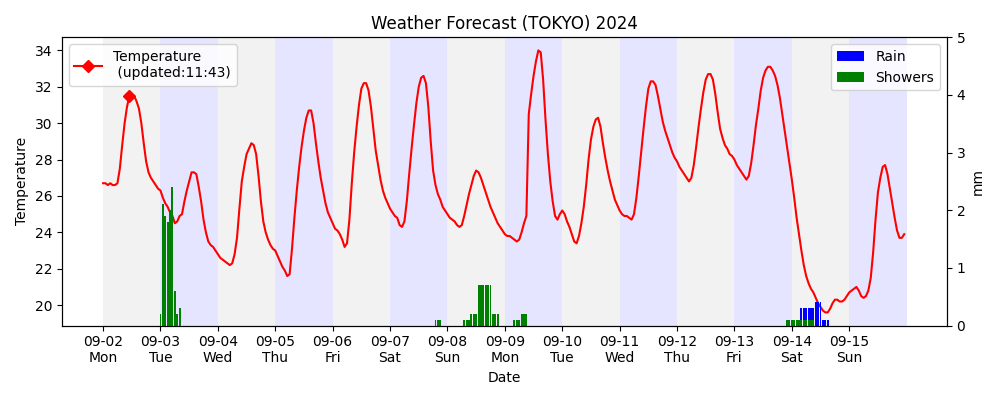 Weather Forecast (TOKYO) 2024
Temperature
(updated:11:43)
Rain
Showers
Temperature
34
32
30
28
26
24
22
20
5
4
3
2
1
0
mm
09-02 09-03 09-04 09-05 09-06 09-07 09-08 09-09 09-10 09-11 09-12 09-13 09-14 09-15
Mon Tue Wed Thu Fri Sat Sun Mon Tue Wed Thu Fri Sat Sun
Date